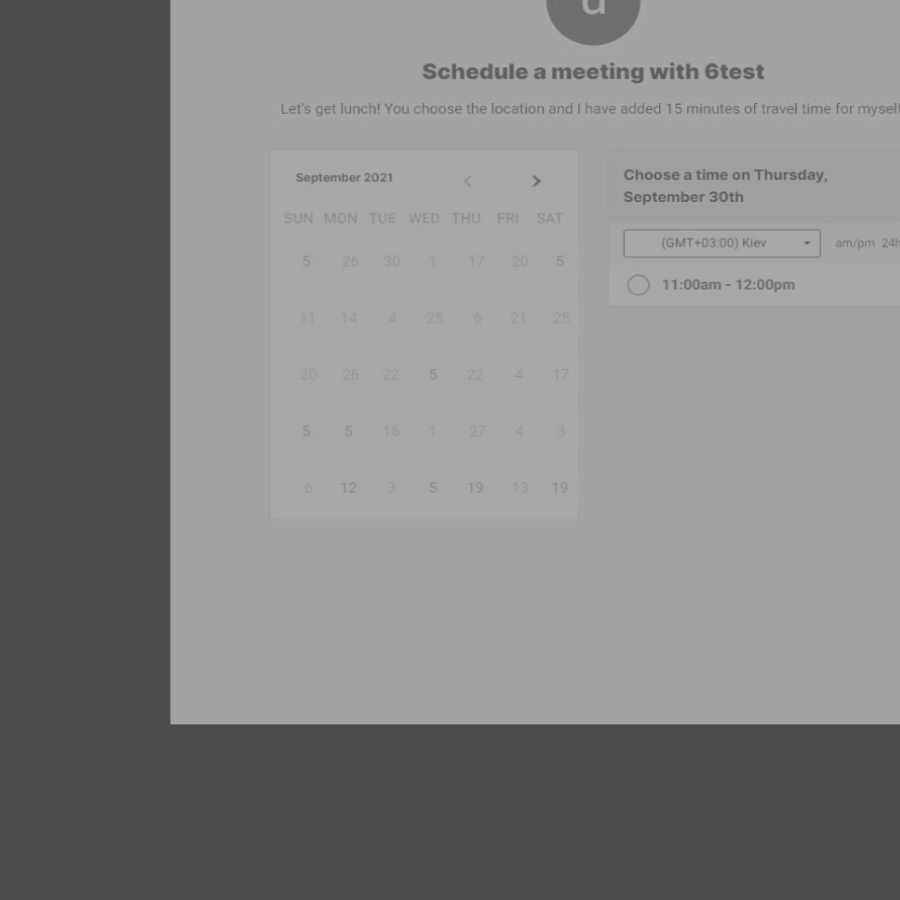 u
Schedule a meeting with 6test
Let's get lunch! You choose the location and I have added 15 minutes of travel time for myself
September 2021 < >
SUN MON TUE WED THU FRI SAT
5 26 30 1 17 20 5
11 14 4 25 6 21 25
20 26 22 5 22 4 17
5 5 16 1 27 4 3
6 12 3 5 19 13 19
Choose a time on Thursday,
September 30th
(GMT+03:00) Kiev am/pm 24h
11:00am - 12:00pm